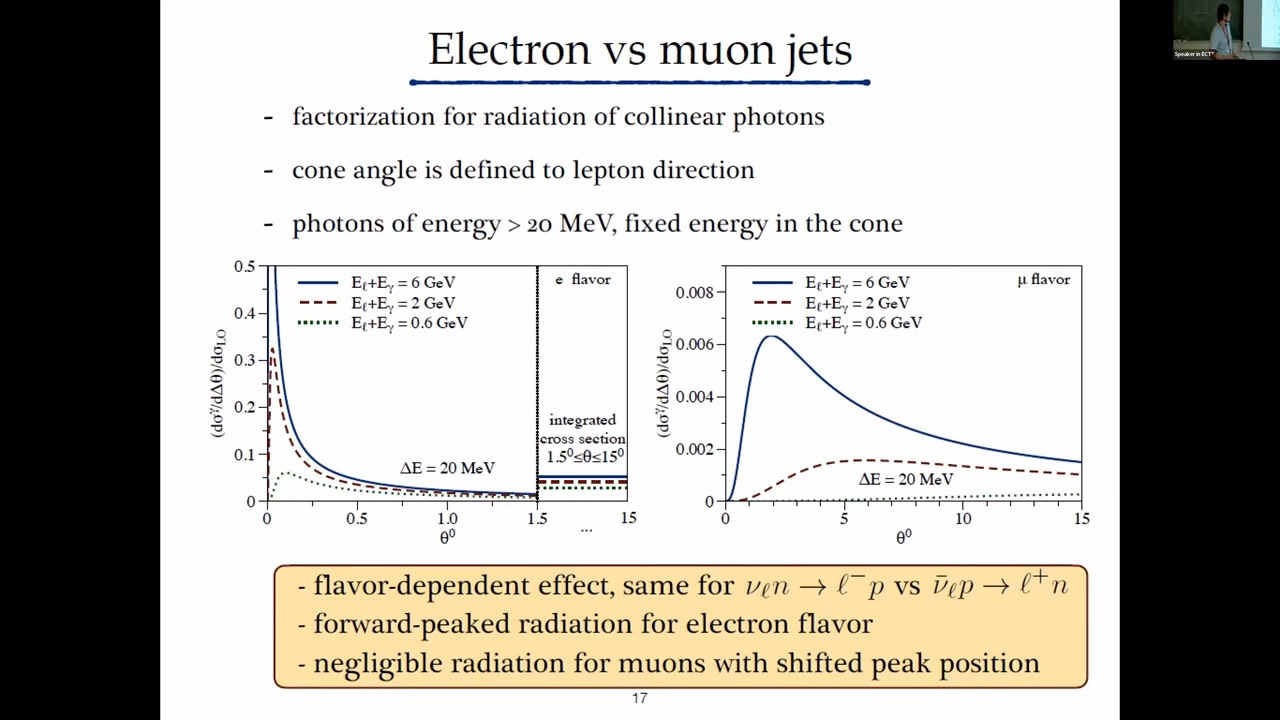 Electron vs muon jets
Speaker in ECT*
- factorization for radiation of collinear photons
- cone angle is defined to lepton direction
- photons of energy > 20 MeV, fixed energy in the cone
(dσᵞ/dΔθ)/dσLO
0.5
0.4
0.3
0.2
0.1
0
Eℓ+Eγ = 6 GeV
Eℓ+Eγ = 2 GeV
Eℓ+Eγ = 0.6 GeV
e flavor
integrated
cross section
1.5⁰≤θ≤15⁰
ΔE = 20 MeV
0 0.5 1.0 1.5 ... 15
θ⁰
(dσᵞ/dΔθ)/dσLO
0.008
0.006
0.004
0.002
0
Eℓ+Eγ = 6 GeV
Eℓ+Eγ = 2 GeV
Eℓ+Eγ = 0.6 GeV
μ flavor
ΔE = 20 MeV
0 5 10 15
θ⁰
- flavor-dependent effect, same for νℓn → ℓ⁻p vs ν̄ℓp → ℓ⁺n
- forward-peaked radiation for electron flavor
- negligible radiation for muons with shifted peak position
17